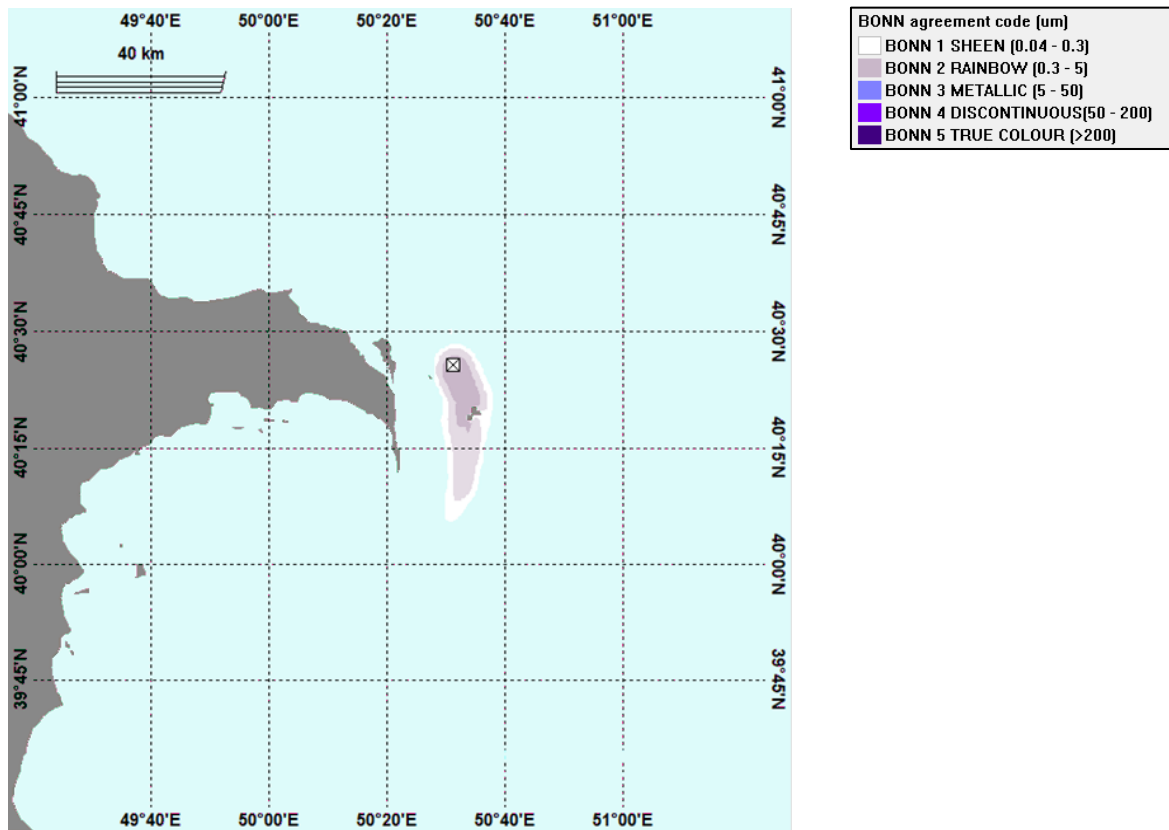 49°40'E 50°00'E 50°20'E 50°40'E 51°00'E
40 km
41°00'N 41°00'N
40°45'N 40°45'N
40°30'N 40°30'N
40°15'N 40°15'N
40°00'N 40°00'N
39°45'N 39°45'N
49°40'E 50°00'E 50°20'E 50°40'E 51°00'E
BONN agreement code (um)
BONN 1 SHEEN (0.04 - 0.3)
BONN 2 RAINBOW (0.3 - 5)
BONN 3 METALLIC (5 - 50)
BONN 4 DISCONTINUOUS(50 - 200)
BONN 5 TRUE COLOUR (>200)